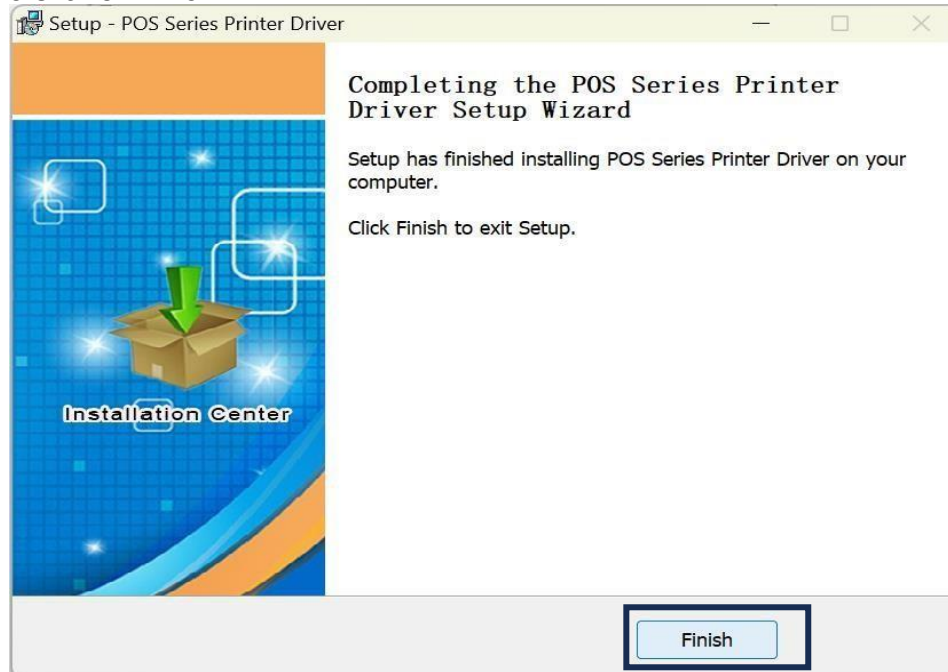 Setup - POS Series Printer Driver
Completing the POS Series Printer
Driver Setup Wizard
Setup has finished installing POS Series Printer Driver on your
computer.
Click Finish to exit Setup.
Installation Center
Finish